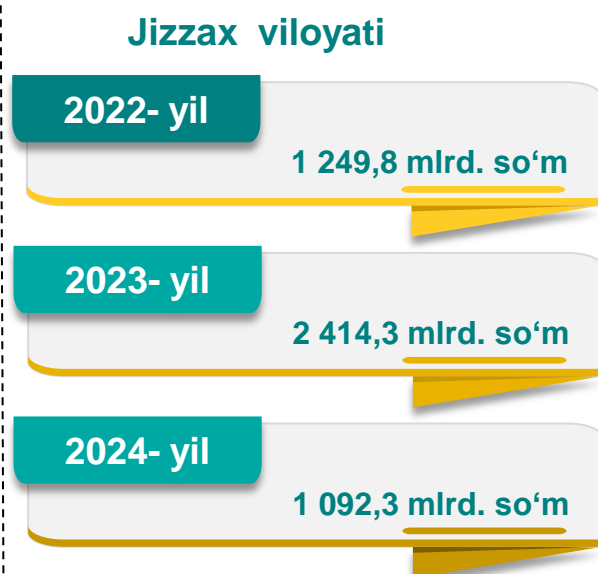 Jizzax viloyati
2022- yil
1 249,8 mlrd. so‘m
2023- yil
2 414,3 mlrd. so‘m
2024- yil
1 092,3 mlrd. so‘m